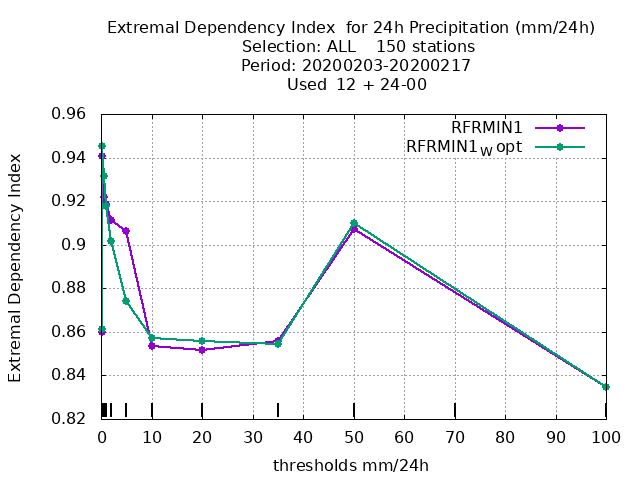 Extremal Dependency Index  for 24h Precipitation (mm/24h)
Selection: ALL    150 stations
Period: 20200203-20200217
Used  12 + 24-00
RFRMIN1
RFRMIN1W opt
0.96
0.94
0.92
0.9
0.88
0.86
0.84
0.82
Extremal Dependency Index
0 10 20 30 40 50 60 70 80 90 100
thresholds mm/24h